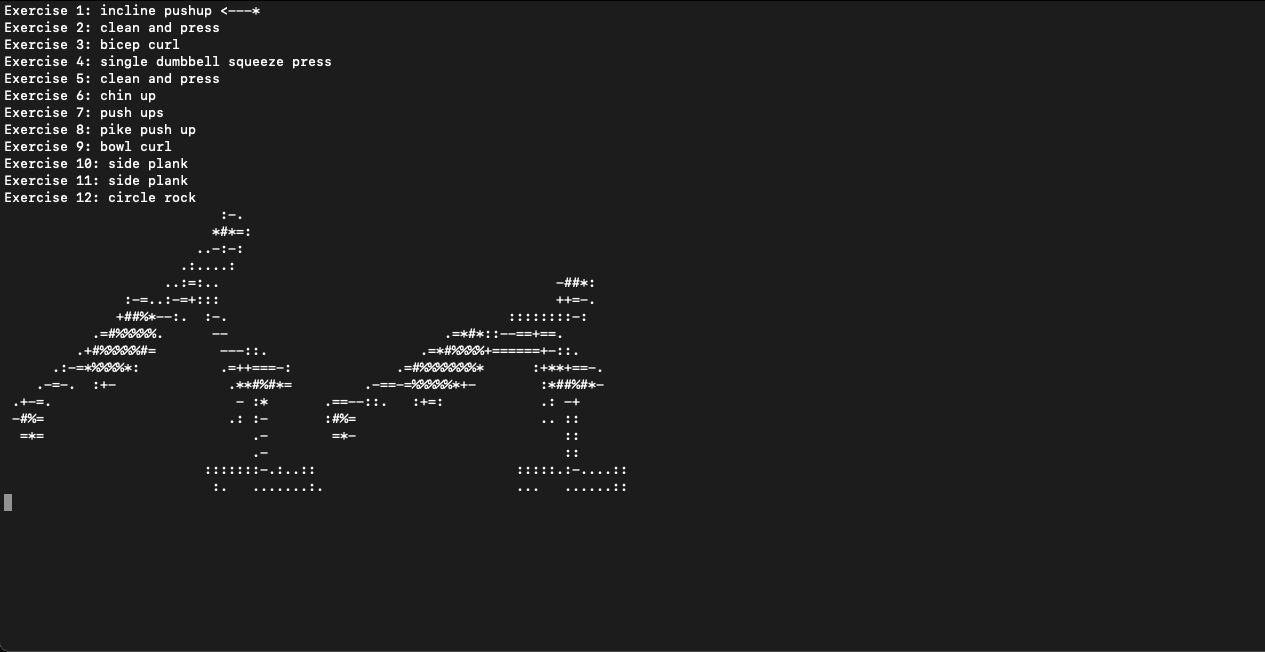 Exercise 1: incline pushup <---*
Exercise 2: clean and press
Exercise 3: bicep curl
Exercise 4: single dumbbell squeeze press
Exercise 5: clean and press
Exercise 6: chin up
Exercise 7: push ups
Exercise 8: pike push up
Exercise 9: bowl curl
Exercise 10: side plank
Exercise 11: side plank
Exercise 12: circle rock